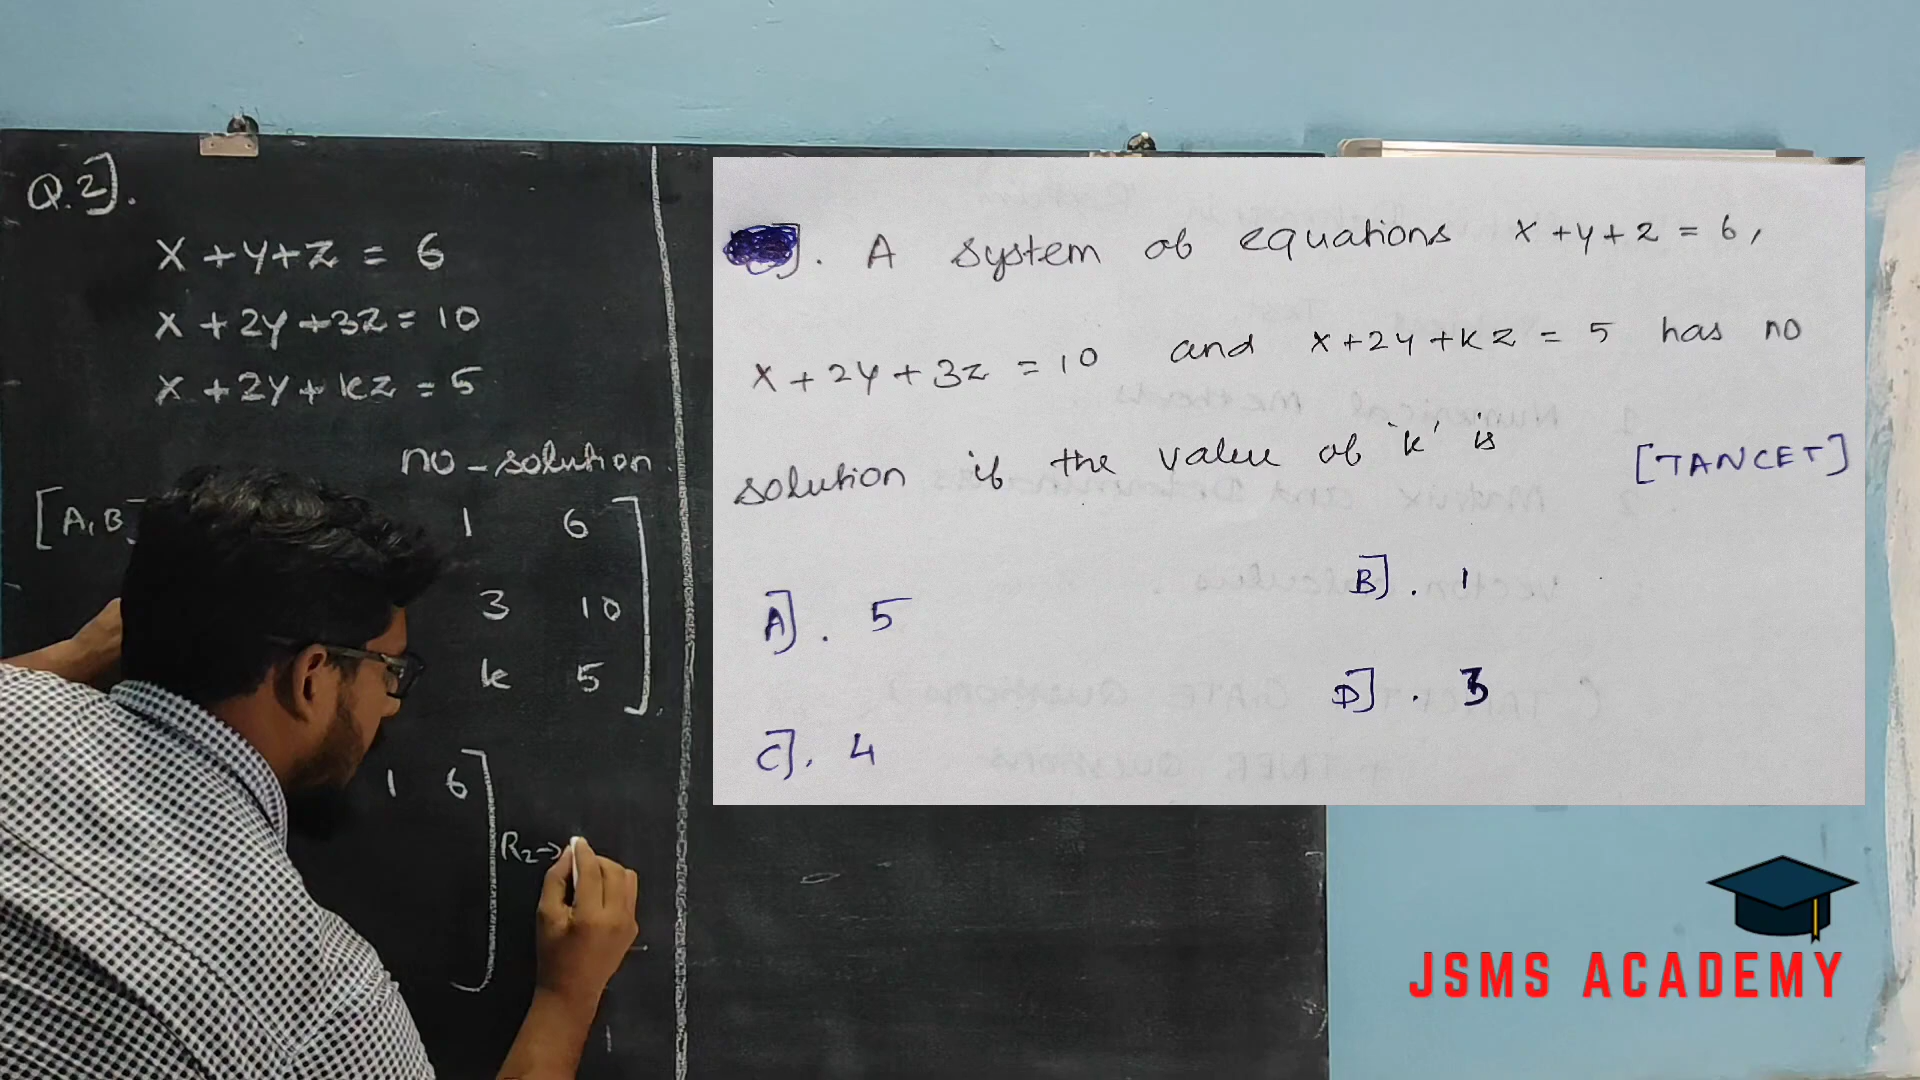 Q.2].
x + y + z = 6
x + 2y + 3z = 10
x + 2y + kz = 5
no - solution.
[A, B] 1 6
3 10
k 5
1 6
R2→
]. A system of equations x + y + z = 6,
x + 2y + 3z = 10 and x + 2y + kz = 5 has no
solution if the value of 'k' is [TANCET]
A]. 5 B]. 1
C]. 4 D]. 3
JSMS ACADEMY